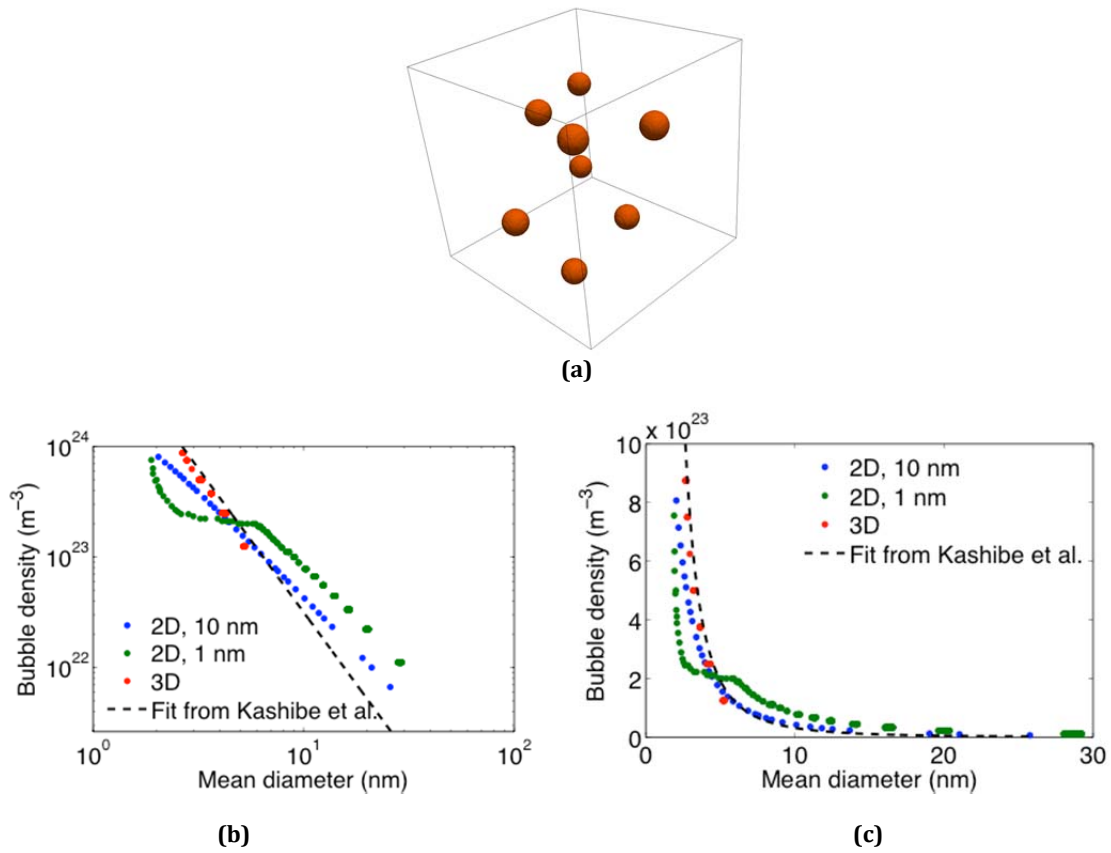 (a)
10^24
10^23
10^22
Bubble density (m^−3)
2D, 10 nm
2D, 1 nm
3D
Fit from Kashibe et al.
10^0
10^1
10^2
Mean diameter (nm)
(b)
x 10^23
10
8
6
4
2
0
Bubble density (m^−3)
2D, 10 nm
2D, 1 nm
3D
Fit from Kashibe et al.
0
10
20
30
Mean diameter (nm)
(c)